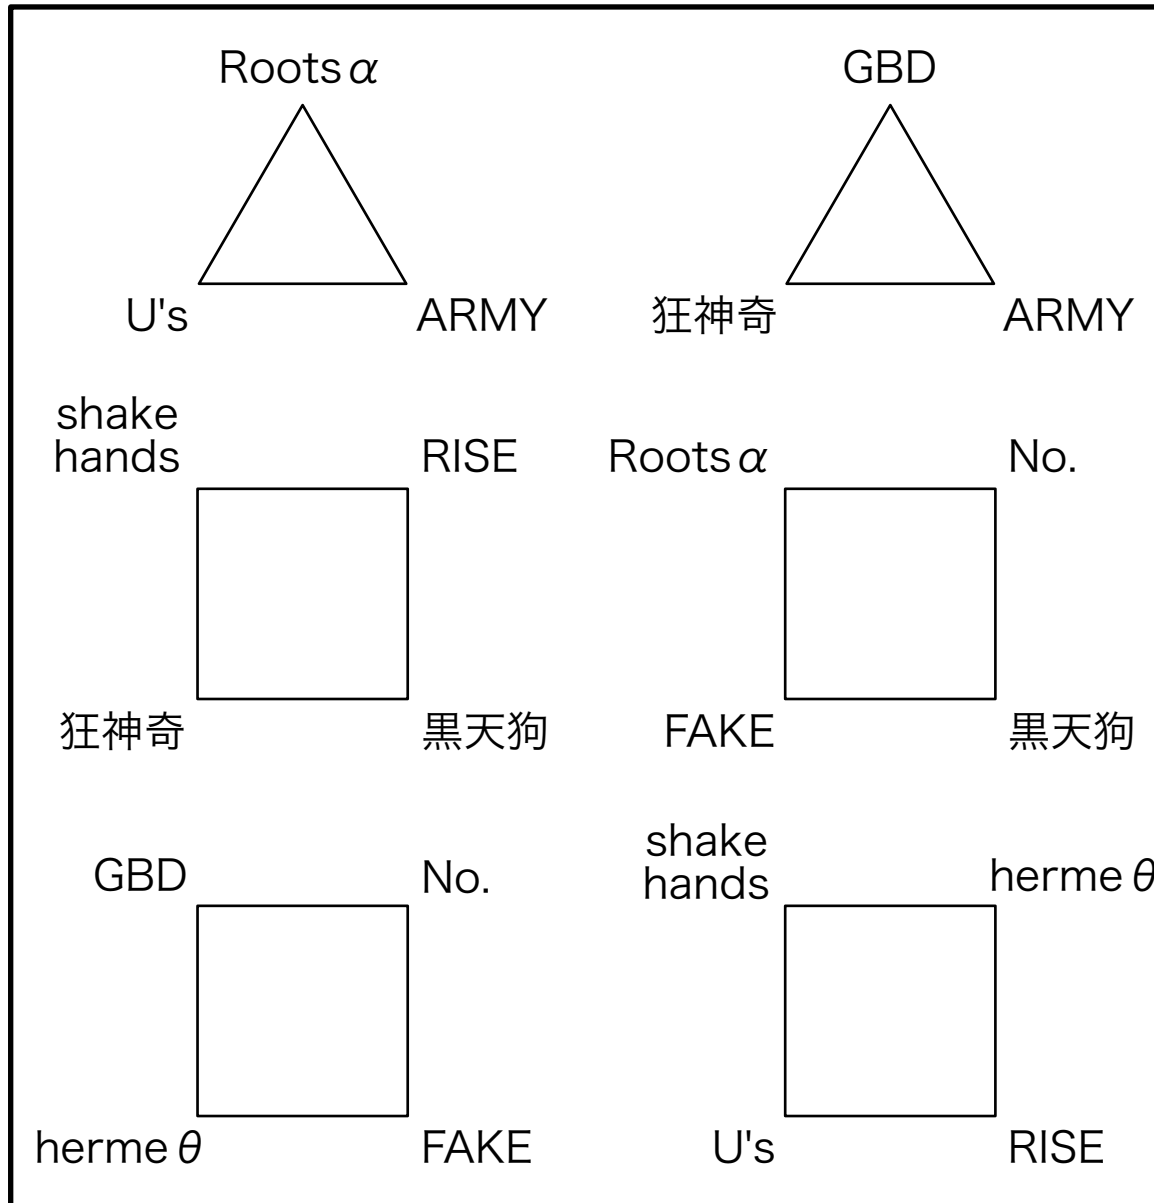 Roots α
GBD
U's
ARMY
狂神奇
ARMY
shake
hands
RISE
Roots α
No.
狂神奇
黒天狗
FAKE
黒天狗
GBD
No.
shake
hands
herme θ
herme θ
FAKE
U's
RISE